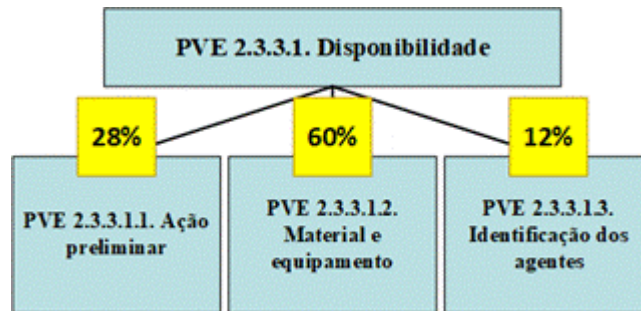 PVE 2.3.3.1. Disponibilidade
28%
60%
12%
PVE 2.3.3.1.1. Ação
preliminar
PVE 2.3.3.1.2.
Material e
equipamento
PVE 2.3.3.1.3.
Identificação dos
agentes